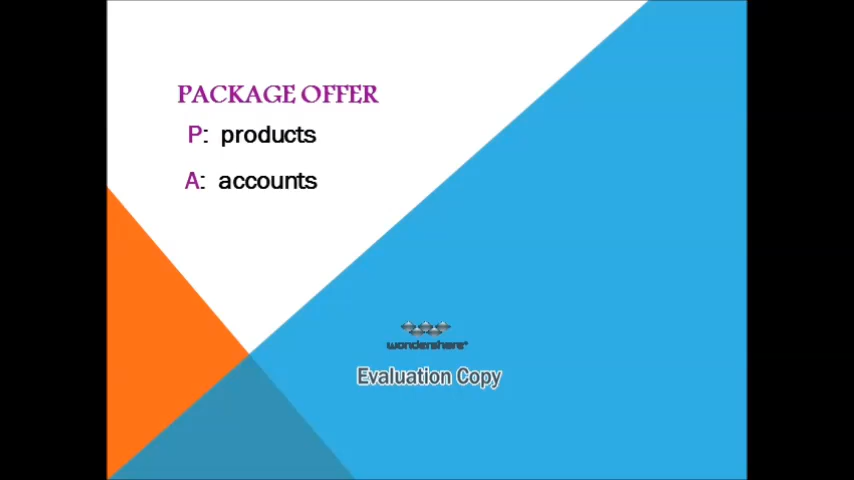 PACKAGE OFFER
P: products
A: accounts
wondershare
Evaluation Copy